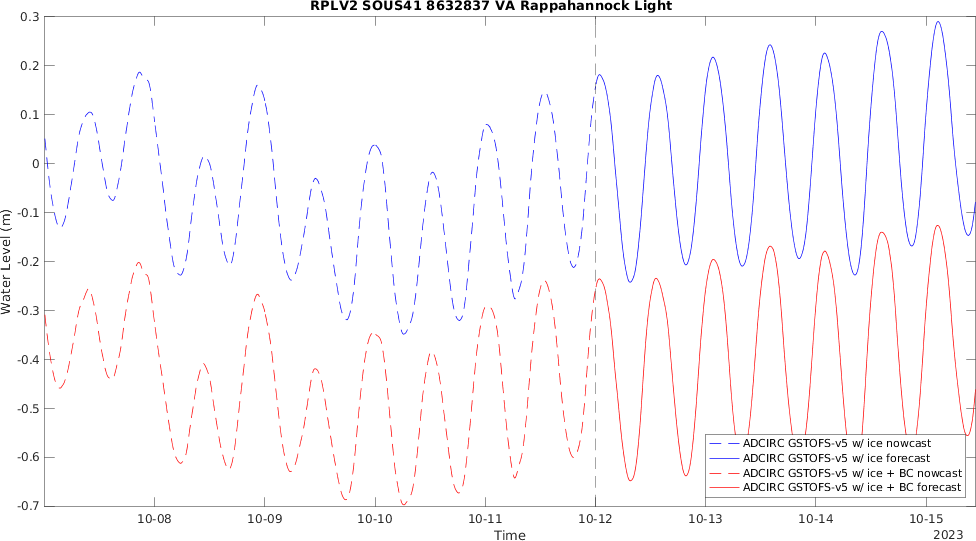 RPLV2 SOUS41 8632837 VA Rappahannock Light
0.3
0.2
0.1
0
-0.1
-0.2
-0.3
-0.4
-0.5
-0.6
-0.7
Water Level (m)
ADCIRC GSTOFS-v5 w/ ice nowcast
ADCIRC GSTOFS-v5 w/ ice forecast
ADCIRC GSTOFS-v5 w/ ice + BC nowcast
ADCIRC GSTOFS-v5 w/ ice + BC forecast
10-08 10-09 10-10 10-11 10-12 10-13 10-14 10-15
Time
2023